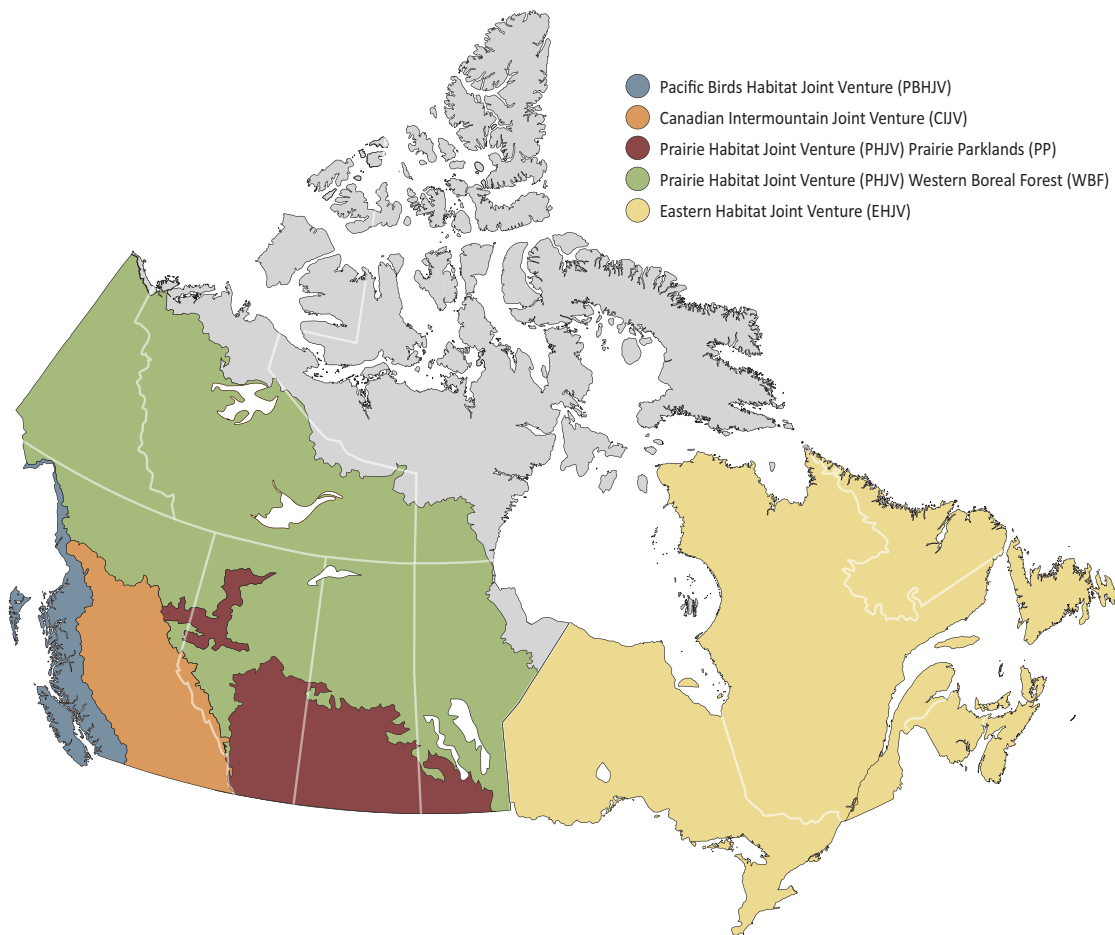 Pacific Birds Habitat Joint Venture (PBHJV)
Canadian Intermountain Joint Venture (CIJV)
Prairie Habitat Joint Venture (PHJV) Prairie Parklands (PP)
Prairie Habitat Joint Venture (PHJV) Western Boreal Forest (WBF)
Eastern Habitat Joint Venture (EHJV)